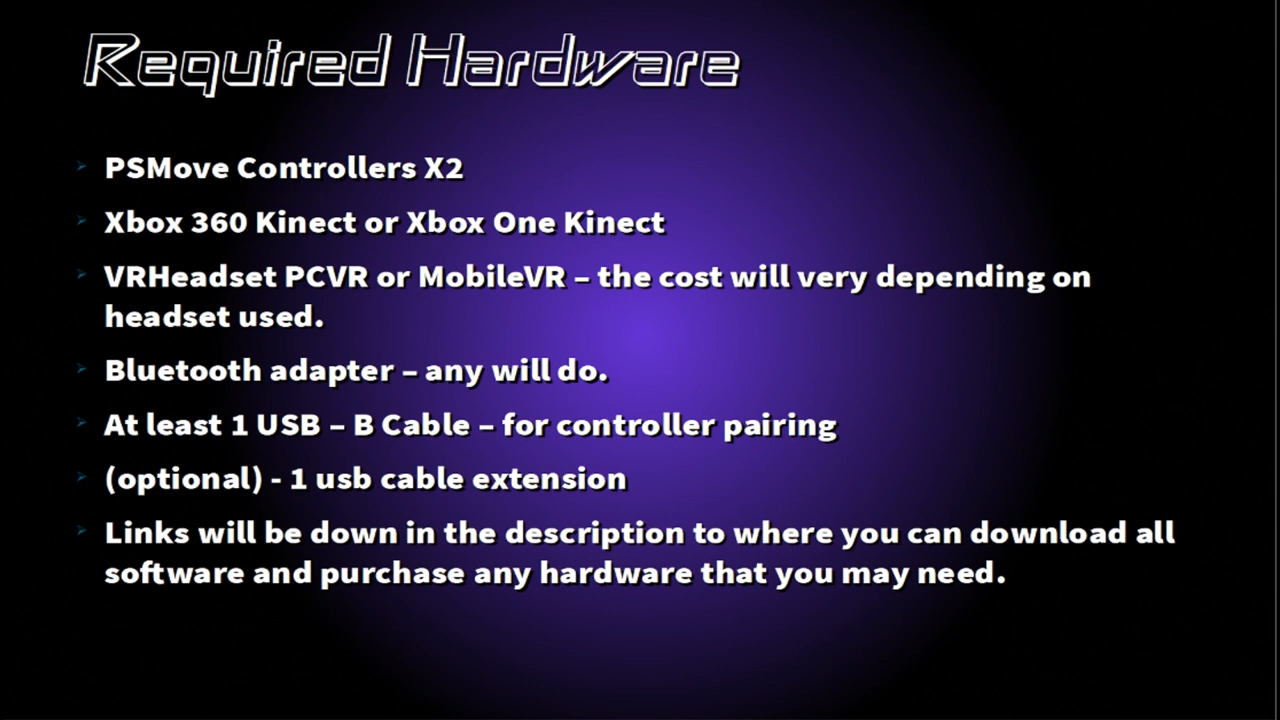 Required Hardware
PSMove Controllers X2
Xbox 360 Kinect or Xbox One Kinect
VRHeadset PCVR or MobileVR – the cost will very depending on
headset used.
Bluetooth adapter – any will do.
At least 1 USB – B Cable – for controller pairing
(optional) - 1 usb cable extension
Links will be down in the description to where you can download all
software and purchase any hardware that you may need.